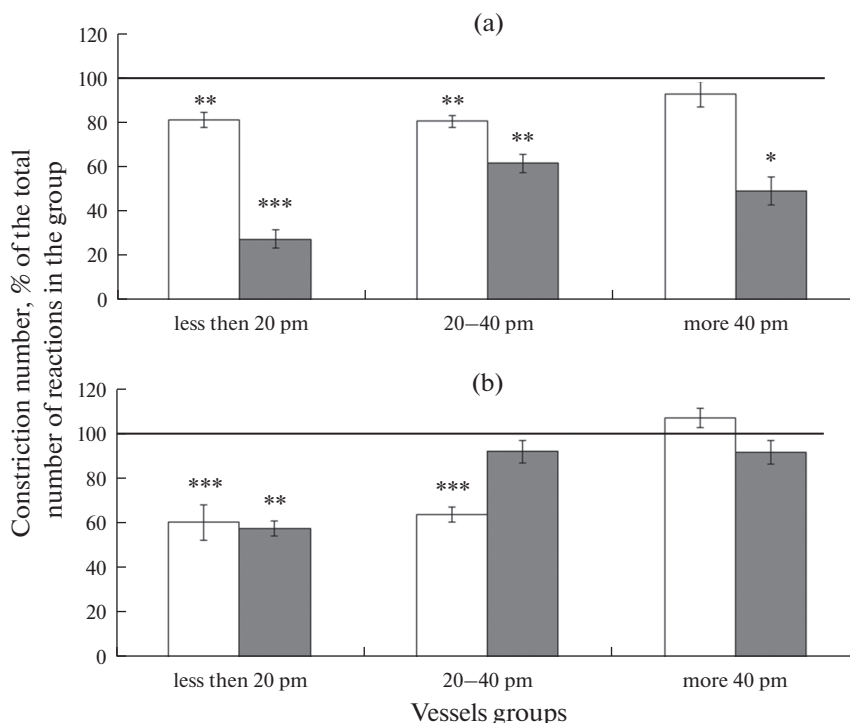 (a)
120
100
80
60
40
20
0
**
***
**
**
*
less then 20 pm
20–40 pm
more 40 pm
Constriction number, % of the total
number of reactions in the group
(b)
120
100
80
60
40
20
0
***
**
***
less then 20 pm
20–40 pm
more 40 pm
Vessels groups